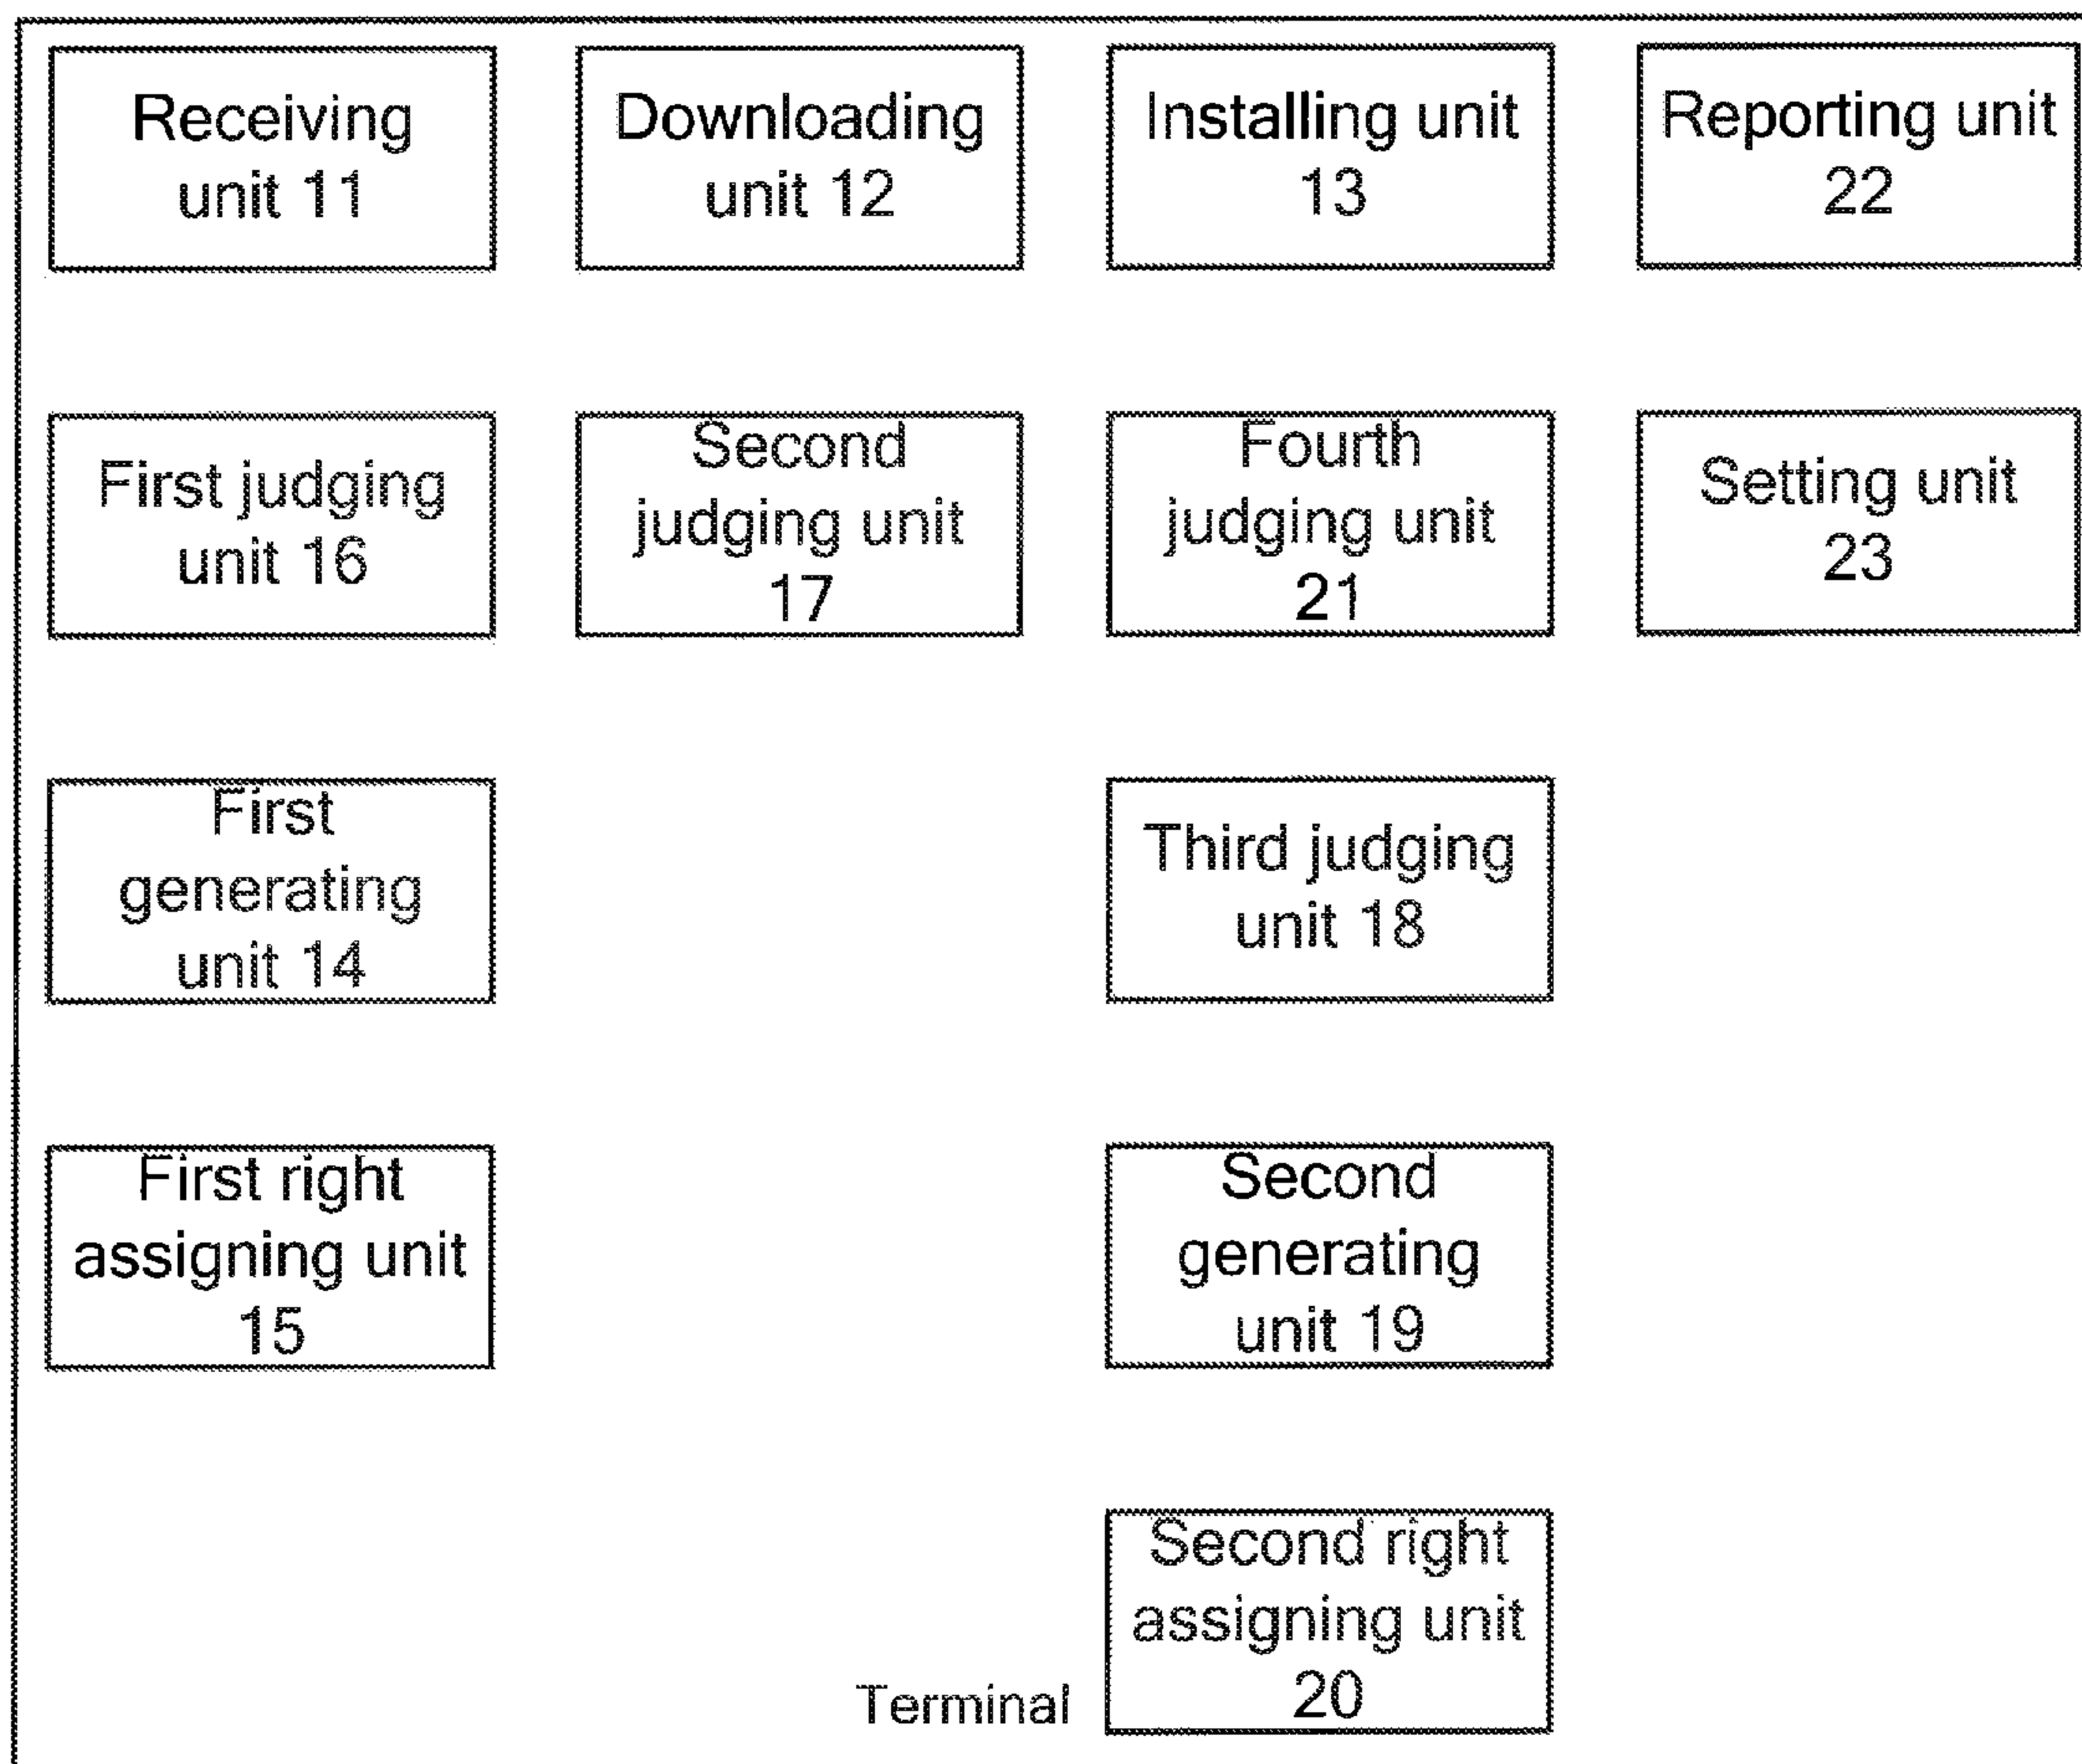 Receiving
unit 11
Downloading
unit 12
Installing unit
13
Reporting unit
22
First judging
unit 16
Second
judging unit
17
Fourth
judging unit
21
Setting unit
23
First
generating
unit 14
Third judging
unit 18
First right
assigning unit
15
Second
generating
unit 19
Second right
assigning unit
20
Terminal